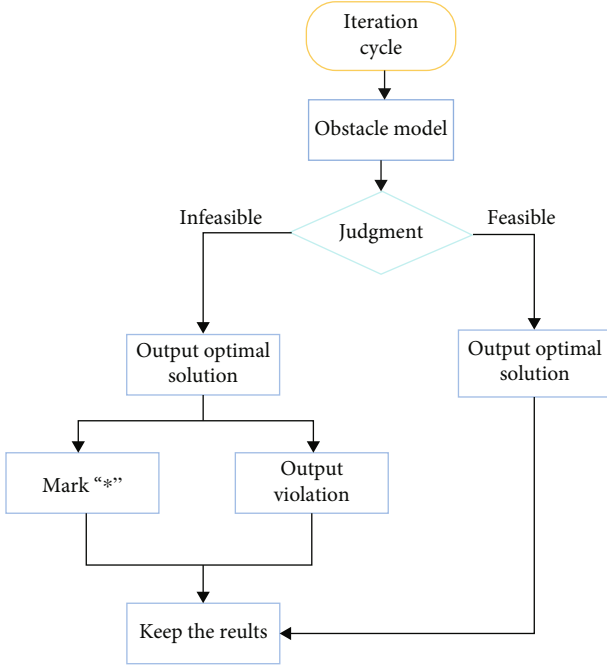 Iteration
cycle
Obstacle model
Infeasible
Judgment
Feasible
Output optimal
solution
Output optimal
solution
Mark “*”
Output
violation
Keep the reults